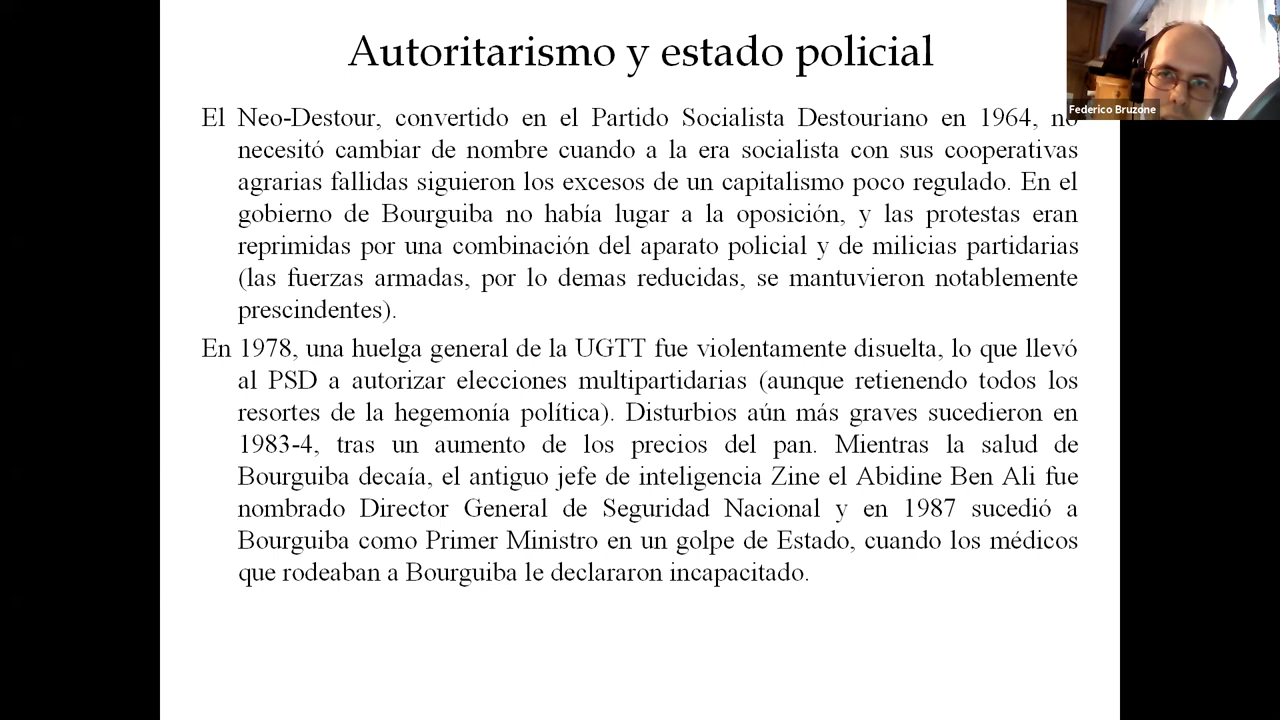 Autoritarismo y estado policial
Federico Bruzone
El Neo-Destour, convertido en el Partido Socialista Destouriano en 1964, no
necesitó cambiar de nombre cuando a la era socialista con sus cooperativas
agrarias fallidas siguieron los excesos de un capitalismo poco regulado. En el
gobierno de Bourguiba no había lugar a la oposición, y las protestas eran
reprimidas por una combinación del aparato policial y de milicias partidarias
(las fuerzas armadas, por lo demas reducidas, se mantuvieron notablemente
prescindentes).
En 1978, una huelga general de la UGTT fue violentamente disuelta, lo que llevó
al PSD a autorizar elecciones multipartidarias (aunque retienendo todos los
resortes de la hegemonía política). Disturbios aún más graves sucedieron en
1983-4, tras un aumento de los precios del pan. Mientras la salud de
Bourguiba decaía, el antiguo jefe de inteligencia Zine el Abidine Ben Ali fue
nombrado Director General de Seguridad Nacional y en 1987 sucedió a
Bourguiba como Primer Ministro en un golpe de Estado, cuando los médicos
que rodeaban a Bourguiba le declararon incapacitado.